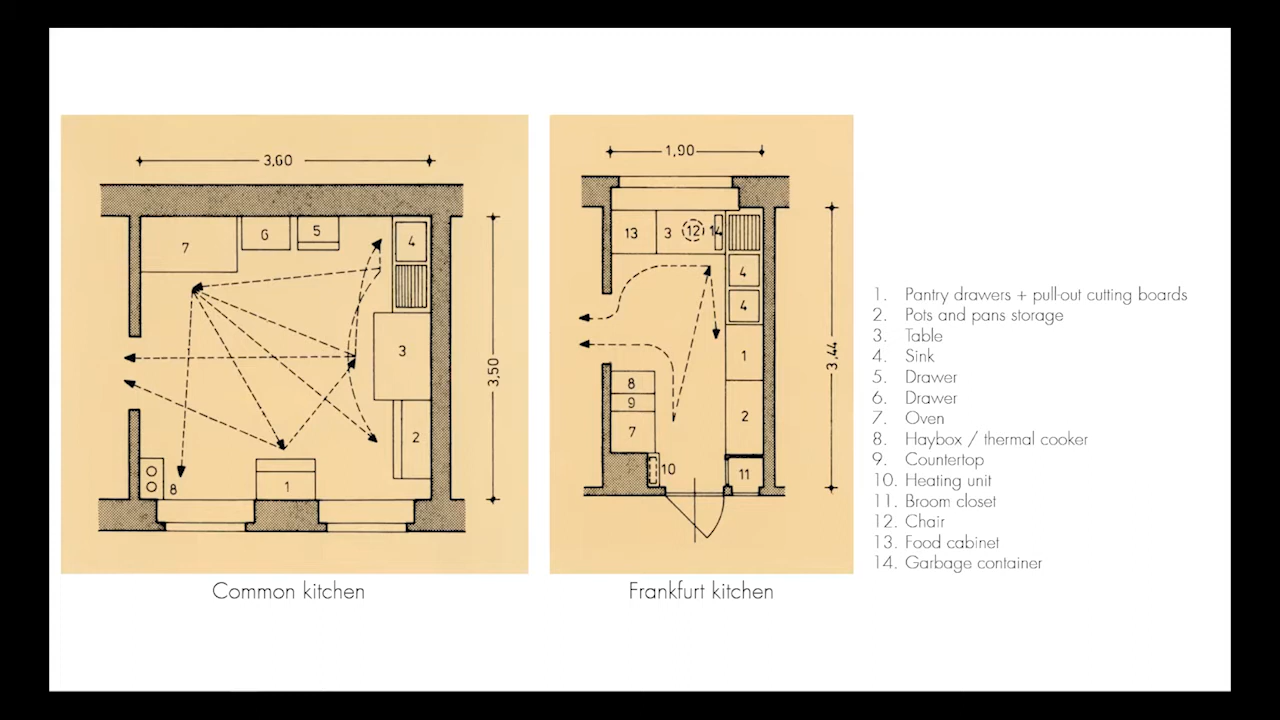 3,60
7
6
5
4
3
3,50
2
8
1
Common kitchen
1,90
13
3
12
14
4
4
3,44
1
8
9
2
7
10
11
Frankfurt kitchen
1. Pantry drawers + pull-out cutting boards
2. Pots and pans storage
3. Table
4. Sink
5. Drawer
6. Drawer
7. Oven
8. Haybox / thermal cooker
9. Countertop
10. Heating unit
11. Broom closet
12. Chair
13. Food cabinet
14. Garbage container